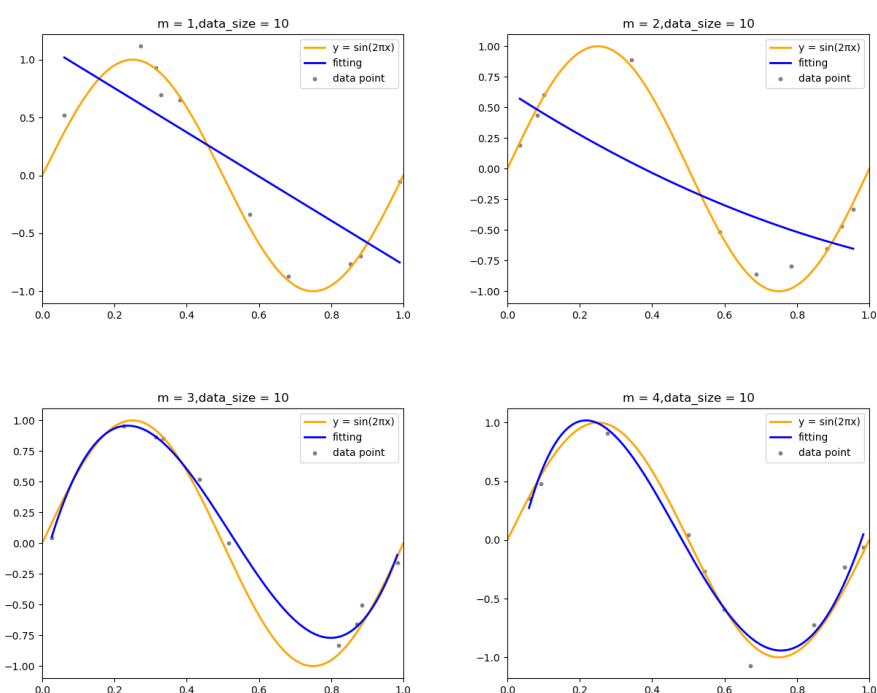 m = 1,data_size = 10
y = sin(2πx)
fitting
data point
1.0
0.5
0.0
−0.5
−1.0
0.0 0.2 0.4 0.6 0.8 1.0
m = 2,data_size = 10
y = sin(2πx)
fitting
data point
1.00
0.75
0.50
0.25
0.00
−0.25
−0.50
−0.75
−1.00
0.0 0.2 0.4 0.6 0.8 1.0
m = 3,data_size = 10
y = sin(2πx)
fitting
data point
1.00
0.75
0.50
0.25
0.00
−0.25
−0.50
−0.75
−1.00
0.0 0.2 0.4 0.6 0.8 1.0
m = 4,data_size = 10
y = sin(2πx)
fitting
data point
1.0
0.5
0.0
−0.5
−1.0
0.0 0.2 0.4 0.6 0.8 1.0